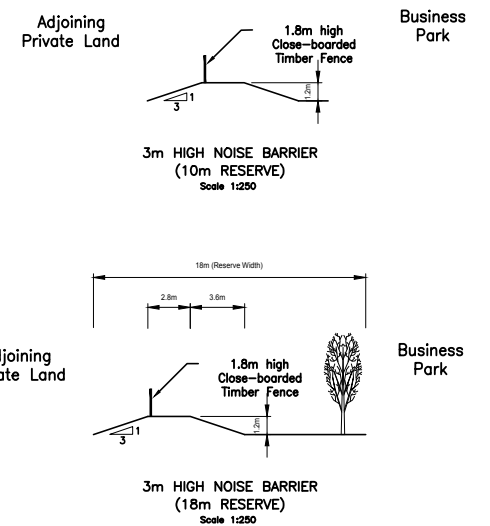 Adjoining
Private Land
1.8m high
Close-boarded
Timber Fence
Business
Park
1.2m
1
3
3m HIGH NOISE BARRIER
(10m RESERVE)
Scale 1:250
18m (Reserve Width)
2.8m
3.6m
djoining
ate Land
1.8m high
Close-boarded
Timber Fence
Business
Park
1.2m
1
3
3m HIGH NOISE BARRIER
(18m RESERVE)
Scale 1:250